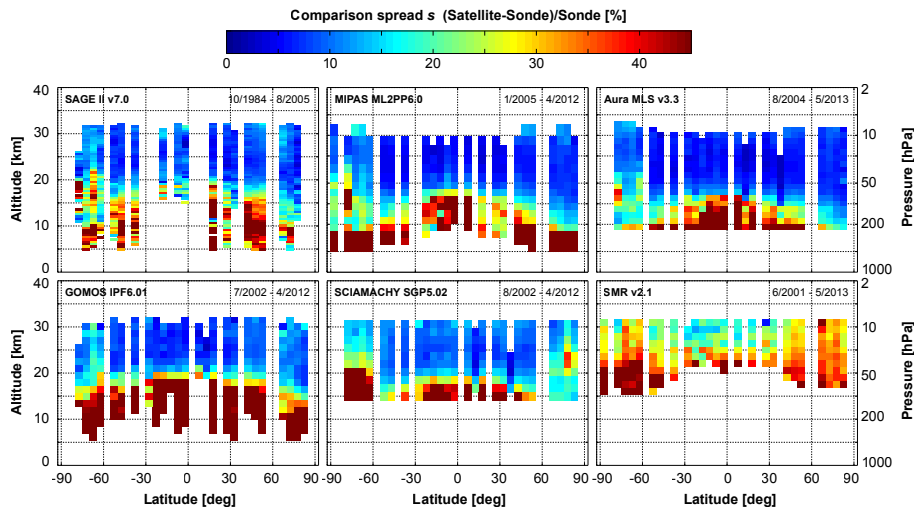 Comparison spread s (Satellite-Sonde)/Sonde [%]
0 10 20 30 40
SAGE II v7.0 10/1984 - 8/2005
MIPAS ML2PP6.0 1/2005 - 4/2012
Aura MLS v3.3 8/2004 - 5/2013
Altitude [km]
40
30
20
10
0
Pressure [hPa]
2
10
50
200
1000
GOMOS IPF6.01 7/2002 - 4/2012
SCIAMACHY SGP5.02 8/2002 - 4/2012
SMR v2.1 6/2001 - 5/2013
Altitude [km]
40
30
20
10
0
Pressure [hPa]
2
10
50
200
1000
-90 -60 -30 0 30 60 -90 -60 -30 0 30 60 -90 -60 -30 0 30 60 90
Latitude [deg] Latitude [deg] Latitude [deg]